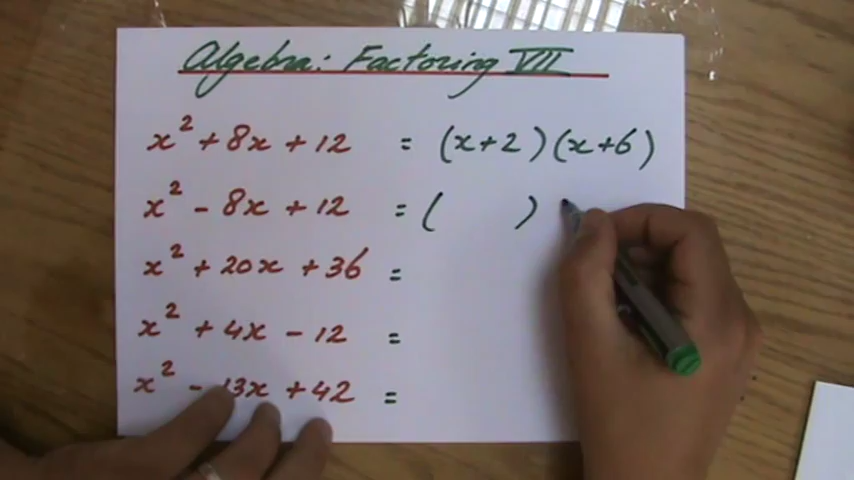 Algebra: Factoring VII
x² + 8x + 12 = (x+2)(x+6)
x² - 8x + 12 = (      )
x² + 20x + 36 =
x² + 4x - 12 =
x² - 13x + 42 =